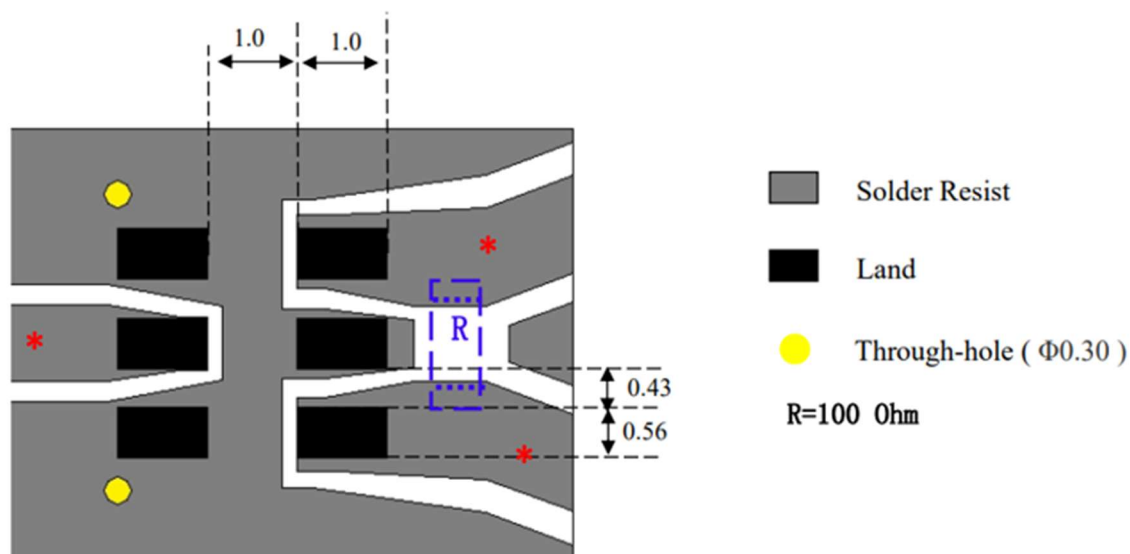 1.0
1.0
*
*
*
R
0.43
0.56
Solder Resist
Land
Through-hole ( Φ0.30 )
R=100 Ohm